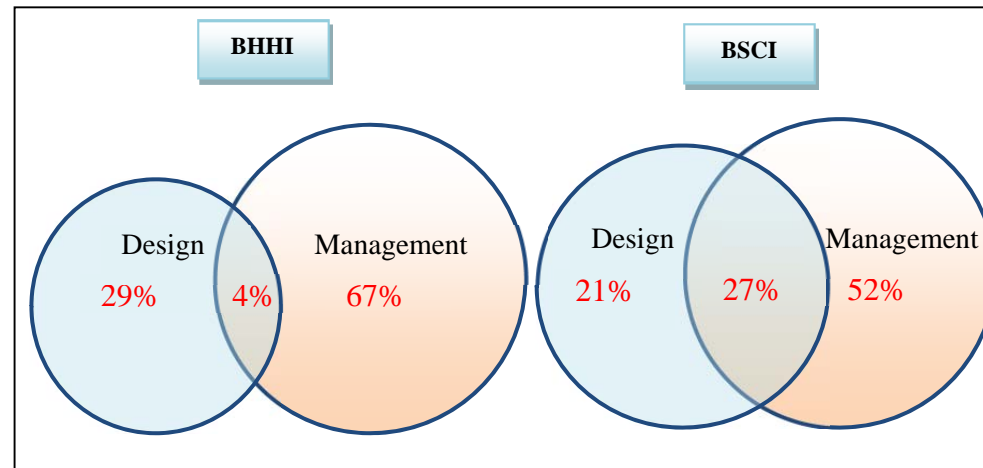 BHHI
BSCI
Design
Management
29%
4%
67%
Design
Management
21%
27%
52%